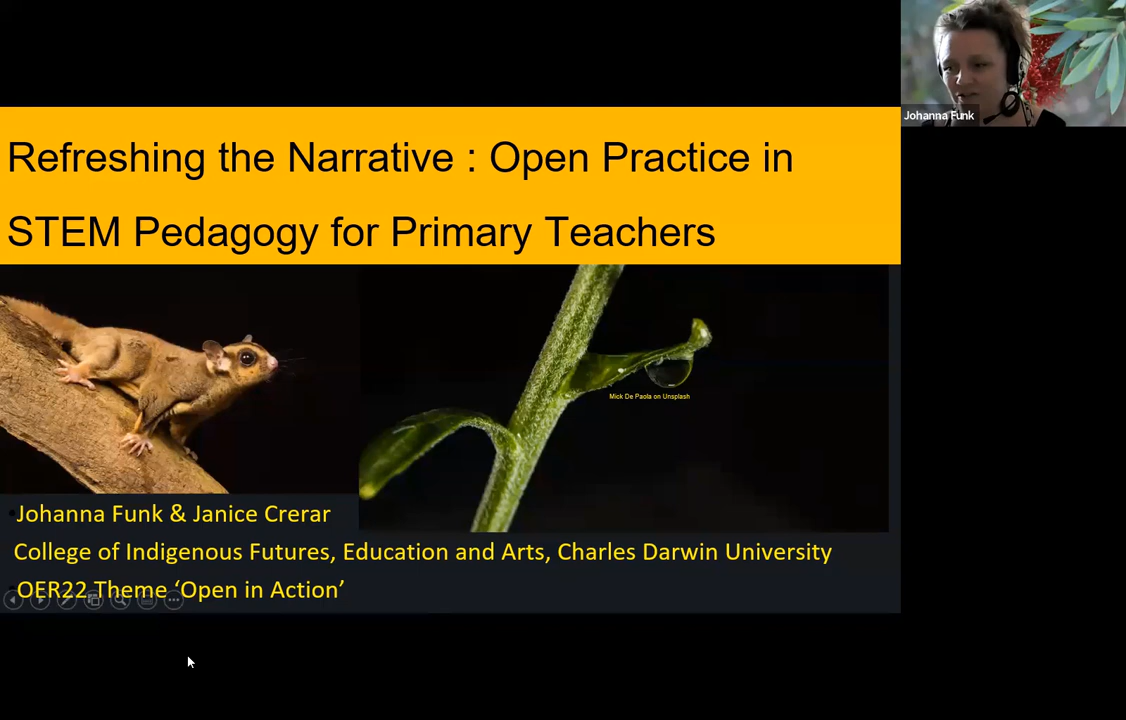 Johanna Funk
Refreshing the Narrative : Open Practice in
STEM Pedagogy for Primary Teachers
Mick De Paola on Unsplash
Johanna Funk & Janice Crerar
College of Indigenous Futures, Education and Arts, Charles Darwin University
OER22 Theme ‘Open in Action’